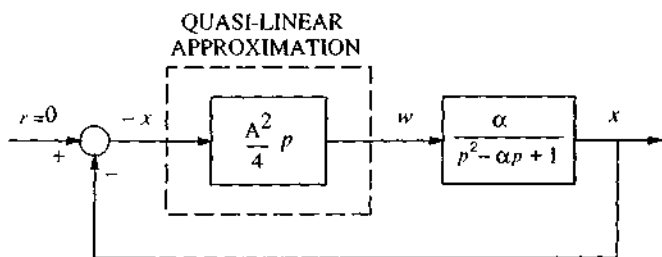 QUASI-LINEAR
APPROXIMATION
r=0
+
−
− x
A²/4 p
w
α/(p² − αp + 1)
x